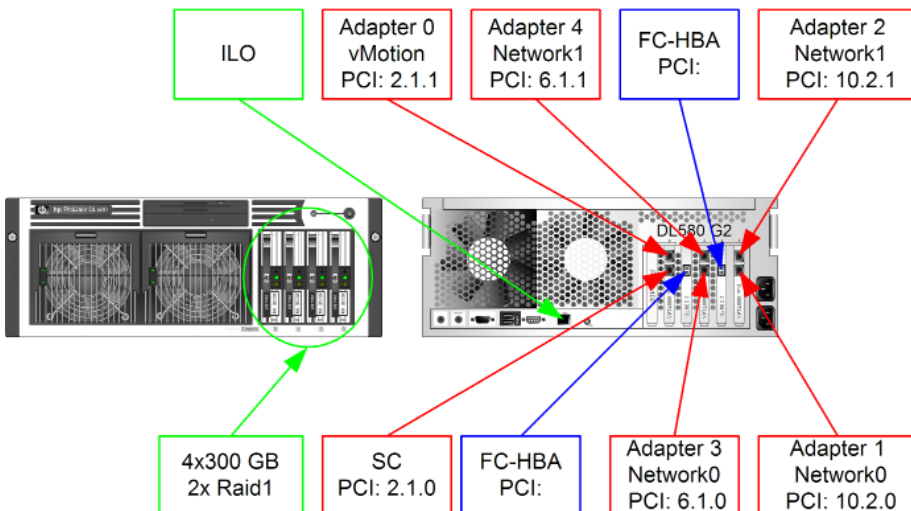 ILO
Adapter 0
vMotion
PCI: 2.1.1
Adapter 4
Network1
PCI: 6.1.1
FC-HBA
PCI:
Adapter 2
Network1
PCI: 10.2.1
hp ProLiant
DL580 G2
4x300 GB
2x Raid1
SC
PCI: 2.1.0
FC-HBA
PCI:
Adapter 3
Network0
PCI: 6.1.0
Adapter 1
Network0
PCI: 10.2.0